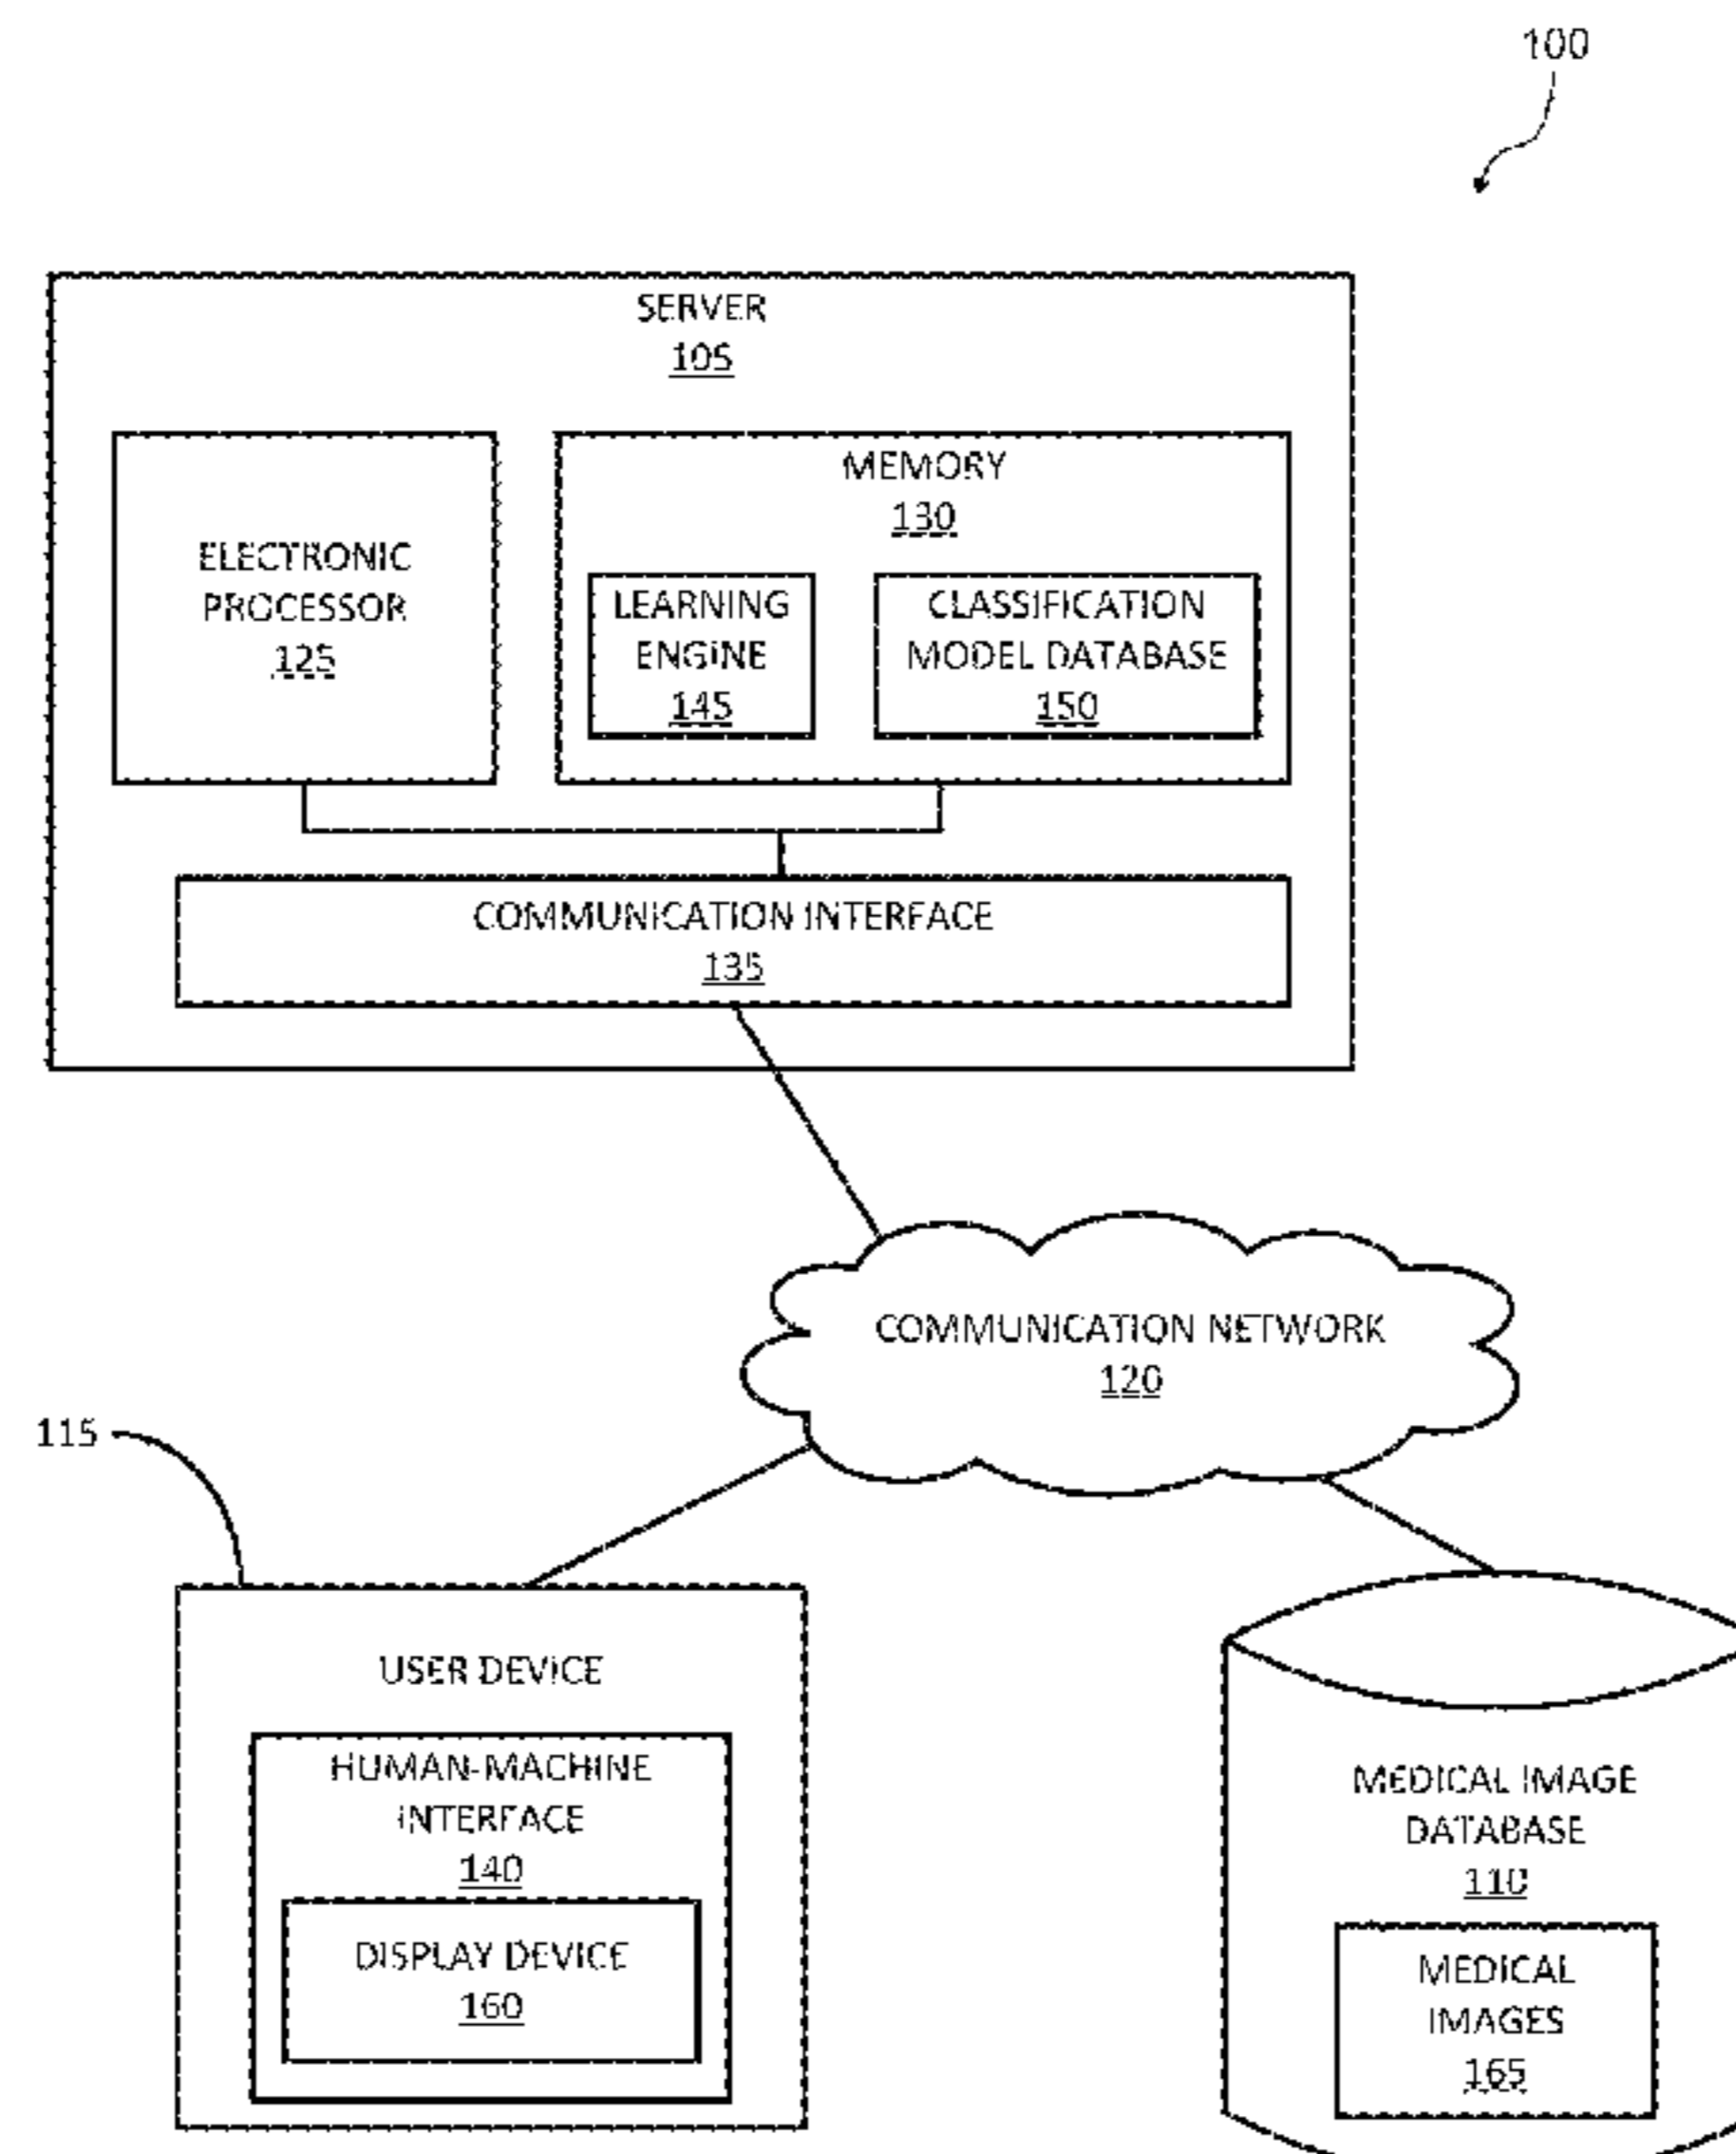 100
SERVER
105
ELECTRONIC
PROCESSOR
125
MEMORY
130
LEARNING
ENGINE
145
CLASSIFICATION
MODEL DATABASE
150
COMMUNICATION INTERFACE
135
COMMUNICATION NETWORK
120
115
USER DEVICE
HUMAN-MACHINE
INTERFACE
140
DISPLAY DEVICE
160
MEDICAL IMAGE
DATABASE
110
MEDICAL
IMAGES
165